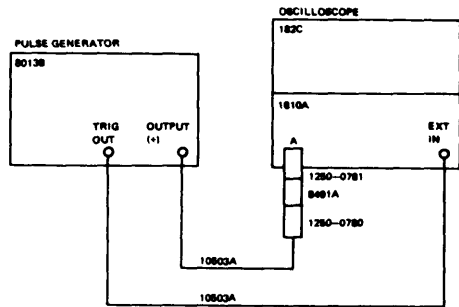 OSCILLOSCOPE
182C
PULSE GENERATOR
8013B
1810A
TRIG
OUT
OUTPUT
(+)
A
EXT
IN
1250-0781
8491A
1250-0780
10503A
10503A